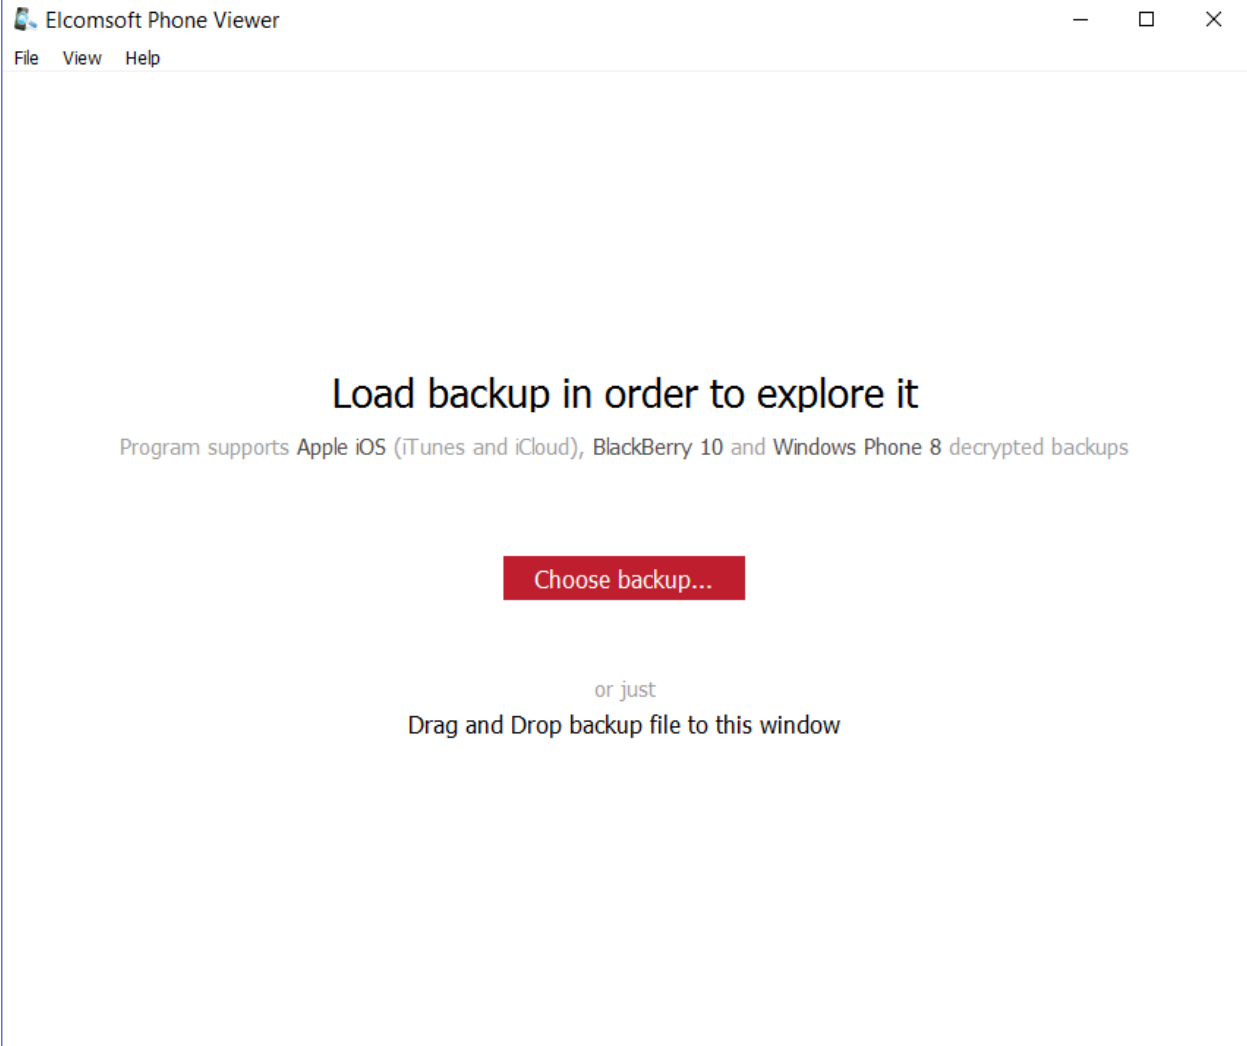 Elcomsoft Phone Viewer
File View Help
Load backup in order to explore it
Program supports Apple iOS (iTunes and iCloud), BlackBerry 10 and Windows Phone 8 decrypted backups
Choose backup...
or just
Drag and Drop backup file to this window